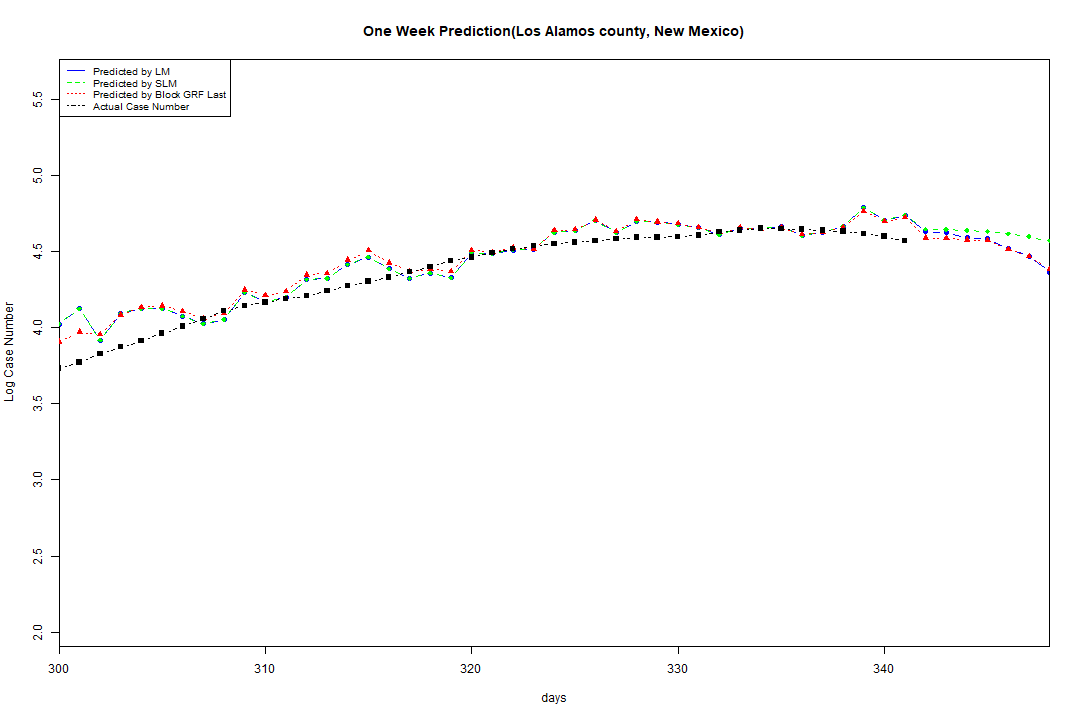 One Week Prediction(Los Alamos county, New Mexico)
Predicted by LM
Predicted by SLM
Predicted by Block GRF Last
Actual Case Number
5.5
5.0
4.5
4.0
3.5
3.0
2.5
2.0
Log Case Number
300 310 320 330 340
days